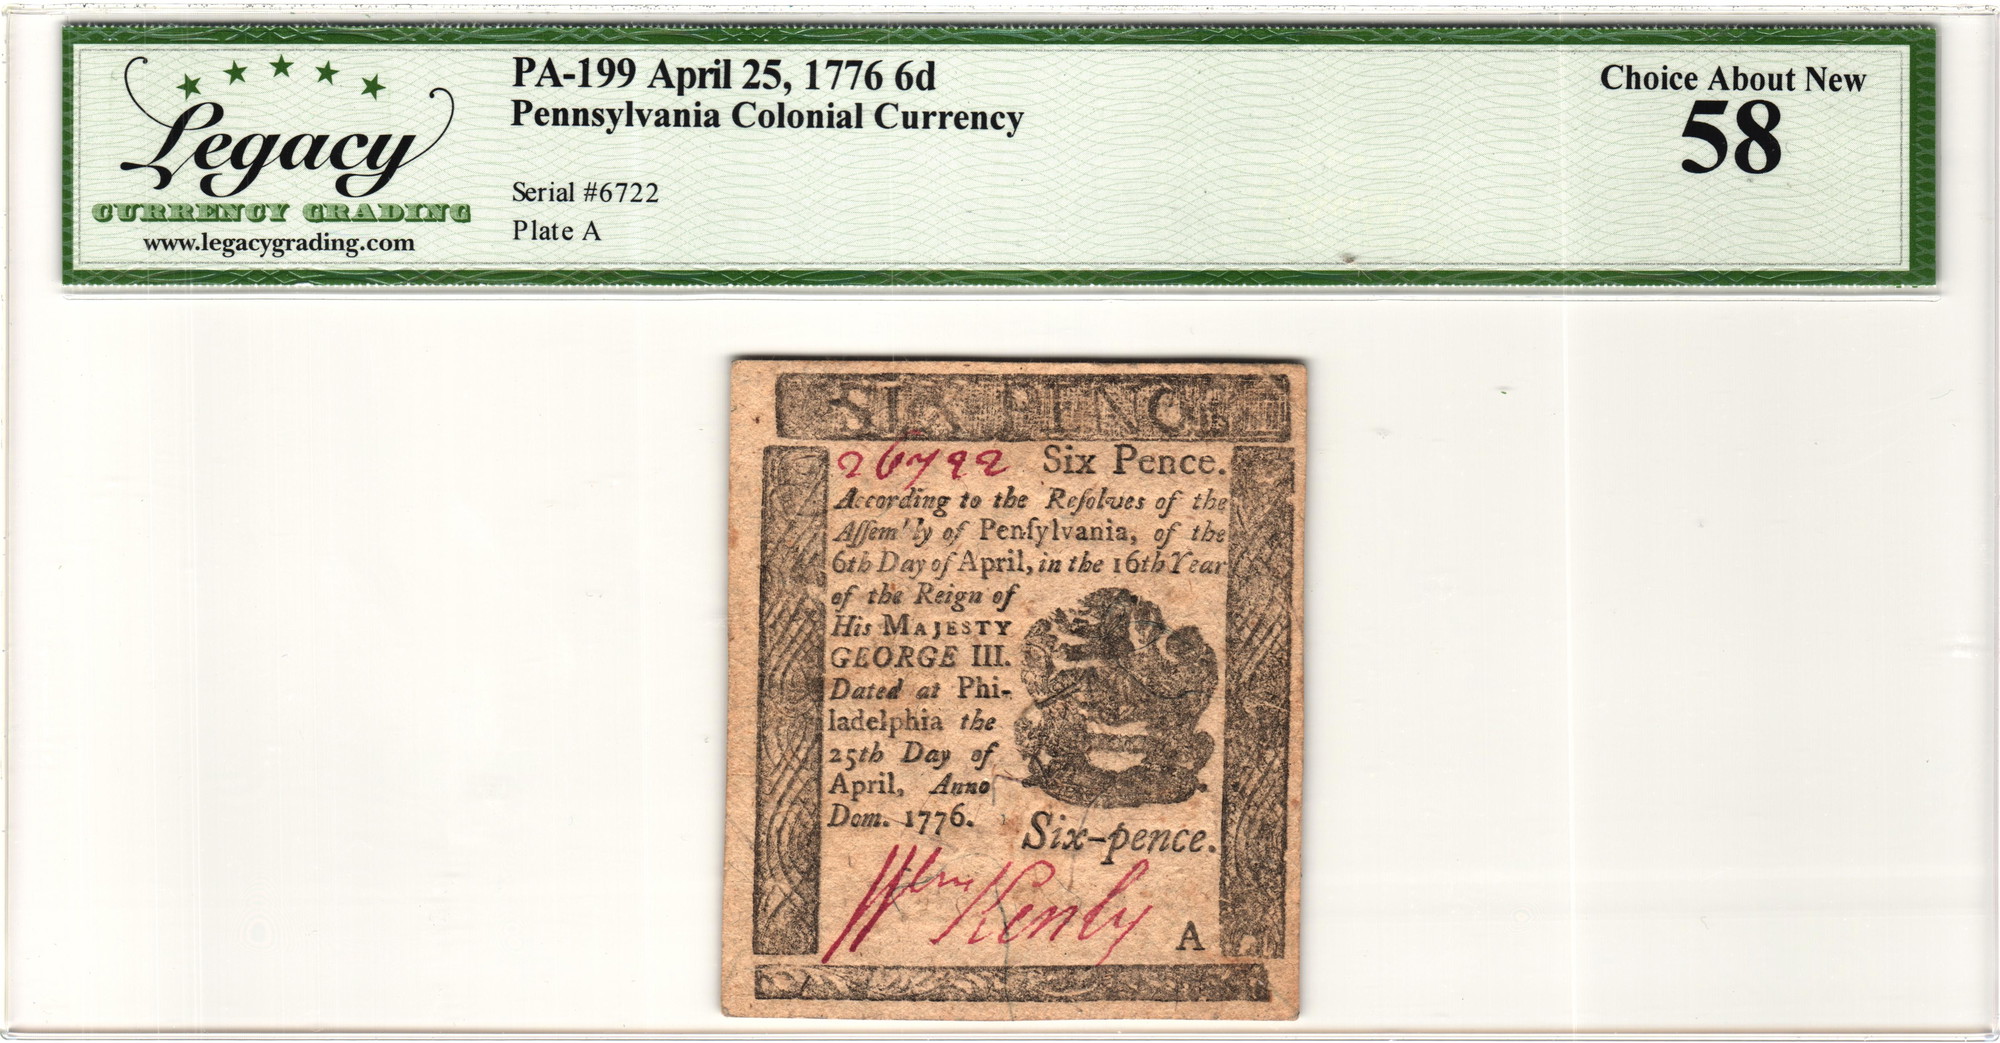 Legacy
CURRENCY GRADING
www.legacygrading.com
PA-199 April 25, 1776 6d
Pennsylvania Colonial Currency
Serial #6722
Plate A
Choice About New
58
SIX PENCE
26722 Six Pence.
According to the Reſolves of the
Aſſem'ly of Penſylvania, of the
6th Day of April, in the 16th Year
of the Reign of
His MAJESTY
GEORGE III.
Dated at Phi-
ladelphia the
25th Day of
April, Anno
Dom. 1776.
Six-pence.
Wm Kenly
A